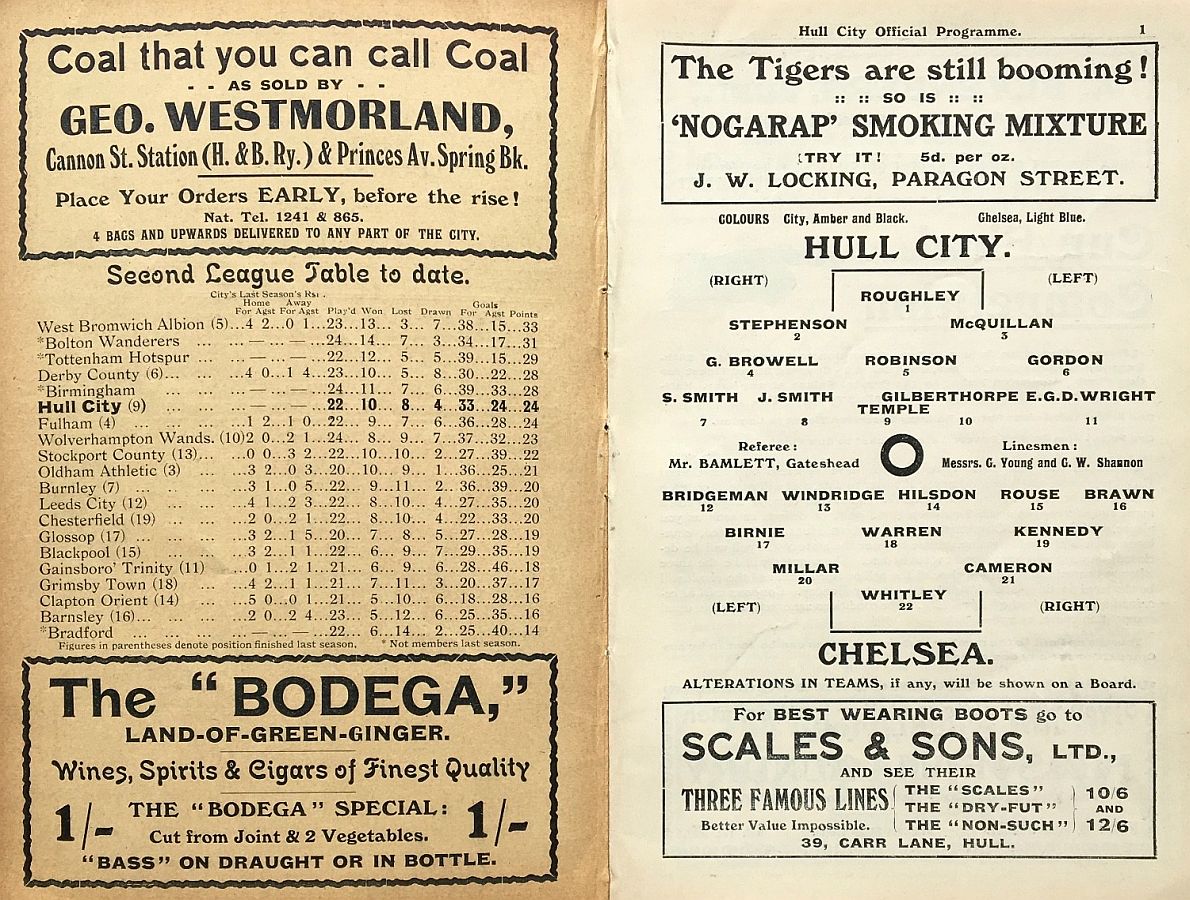 Coal that you can call Coal
- - AS SOLD BY - -
GEO. WESTMORLAND,
Cannon St. Station (H. & B. Ry.) & Princes Av. Spring Bk.
Place Your Orders EARLY, before the rise!
Nat. Tel. 1241 & 865.
4 BAGS AND UPWARDS DELIVERED TO ANY PART OF THE CITY.
Second League Table to date.
City's Last Season's
Home Away Goals
For Agst For Agst Play'd Won Lost Drawn For Agst Points
West Bromwich Albion (5)...4 2...0 1...23...13... 3... 7...38...15...33
*Bolton Wanderers ... ... — ... — ...24...14... 7... 3...34...17...31
*Tottenham Hotspur ... ... — ... — ...22...12... 5... 5...39...15...29
Derby County (6)... ... ...4 0...1 4...23...10... 5... 8...30...22...28
*Birmingham — ... — ...24...11... 7... 6...39...33...28
Hull City (9) ... ... ... — ... — ...22...10... 8... 4...33...24...24
Fulham (4) ... ... ...1 2...1 0...22... 9... 7... 6...36...28...24
Wolverhampton Wands. (10)2 0...2 1...24... 8... 9... 7...37...32...23
Stockport County (13)... ...0 0...3 2...22...10...10... 2...27...39...22
Oldham Athletic (3) ...3 2...0 3...20...10... 9... 1...36...25...21
Burnley (7) ... .. ... ...3 1...0 5...22... 9...11... 2...36...39...20
Leeds City (12) ... ...4 1...2 3...22... 8...10... 4...27...35...20
Chesterfield (19) ... ...2 0...2 1...22... 8...10... 4...22...33...20
Glossop (17) ... ... ...3 2...1 5...20... 7... 8... 5...27...28...19
Blackpool (15) ... ...3 2...1 1...22... 6... 9... 7...29...35...19
Gainsboro' Trinity (11) ...0 1...2 1...21... 6... 9... 6...28...46...18
Grimsby Town (18) ...4 2...1 1...21... 7...11... 3...20...37...17
Clapton Orient (14) ...5 0...0 1...21... 5...10... 6...18...28...16
Barnsley (16)... ... ...2 0...2 4...23... 5...12... 6...25...35...16
*Bradford ... ... ... ... — ... — ...22... 6...14... 2...25...40...14
Figures in parentheses denote position finished last season. * Not members last season.
The "BODEGA,"
LAND-OF-GREEN-GINGER.
Wines, Spirits & Cigars of Finest Quality
1/- THE "BODEGA" SPECIAL: 1/-
Cut from Joint & 2 Vegetables.
"BASS" ON DRAUGHT OR IN BOTTLE.
Hull City Official Programme. 1
The Tigers are still booming!
:: :: SO IS :: ::
'NOGARAP' SMOKING MIXTURE
TRY IT! 5d. per oz.
J. W. LOCKING, PARAGON STREET.
COLOURS City, Amber and Black. Chelsea, Light Blue.
HULL CITY.
(RIGHT) (LEFT)
ROUGHLEY
1
STEPHENSON McQUILLAN
2 3
G. BROWELL ROBINSON GORDON
4 5 6
S. SMITH J. SMITH GILBERTHORPE E.G.D. WRIGHT
TEMPLE
7 8 9 10 11
Referee: Linesmen:
Mr. BAMLETT, Gateshead Messrs. G. Young and G. W. Shannon
BRIDGEMAN WINDRIDGE HILSDON ROUSE BRAWN
12 13 14 15 16
BIRNIE WARREN KENNEDY
17 18 19
MILLAR CAMERON
20 21
WHITLEY
22
(LEFT) (RIGHT)
CHELSEA.
ALTERATIONS IN TEAMS, if any, will be shown on a Board.
For BEST WEARING BOOTS go to
SCALES & SONS, LTD.,
AND SEE THEIR
THREE FAMOUS LINES
Better Value Impossible.
THE "SCALES" 10/6
THE "DRY-FUT" AND
THE "NON-SUCH" 12/6
39, CARR LANE, HULL.